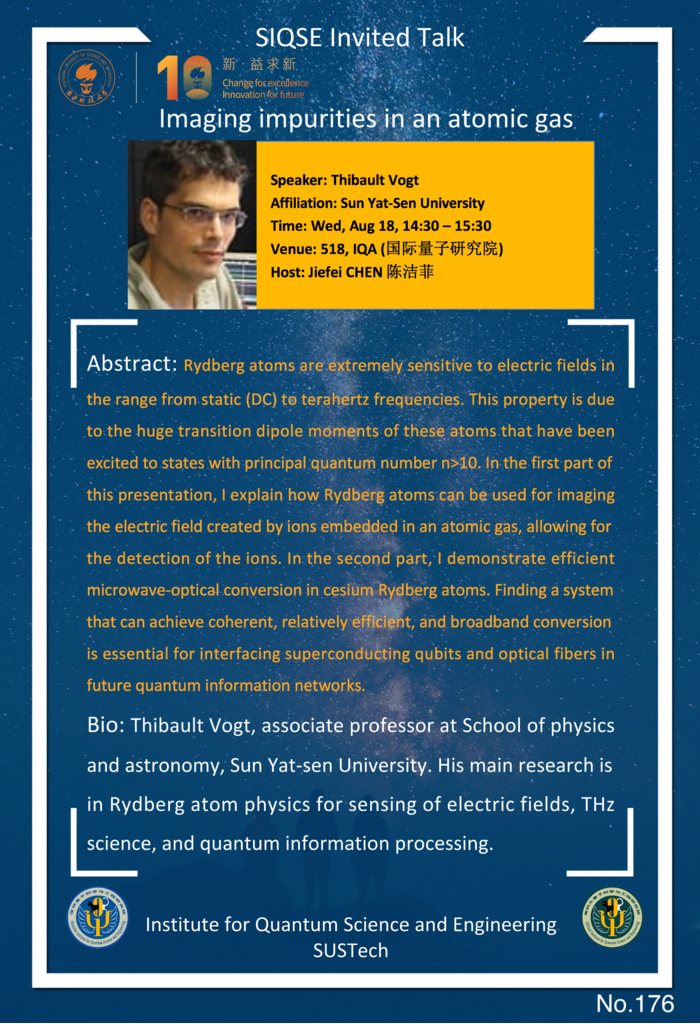 SIQSE Invited Talk
10
新 · 益求新
Change for excellence
Innovation for future
Imaging impurities in an atomic gas
Speaker: Thibault Vogt
Affiliation: Sun Yat-Sen University
Time: Wed, Aug 18, 14:30 – 15:30
Venue: 518, IQA (国际量子研究院)
Host: Jiefei CHEN 陈洁菲
Abstract: Rydberg atoms are extremely sensitive to electric fields in
the range from static (DC) to terahertz frequencies. This property is due
to the huge transition dipole moments of these atoms that have been
excited to states with principal quantum number n>10. In the first part of
this presentation, I explain how Rydberg atoms can be used for imaging
the electric field created by ions embedded in an atomic gas, allowing for
the detection of the ions. In the second part, I demonstrate efficient
microwave-optical conversion in cesium Rydberg atoms. Finding a system
that can achieve coherent, relatively efficient, and broadband conversion
is essential for interfacing superconducting qubits and optical fibers in
future quantum information networks.
Bio: Thibault Vogt, associate professor at School of physics
and astronomy, Sun Yat-sen University. His main research is
in Rydberg atom physics for sensing of electric fields, THz
science, and quantum information processing.
Institute for Quantum Science and Engineering
SUSTech
No.176